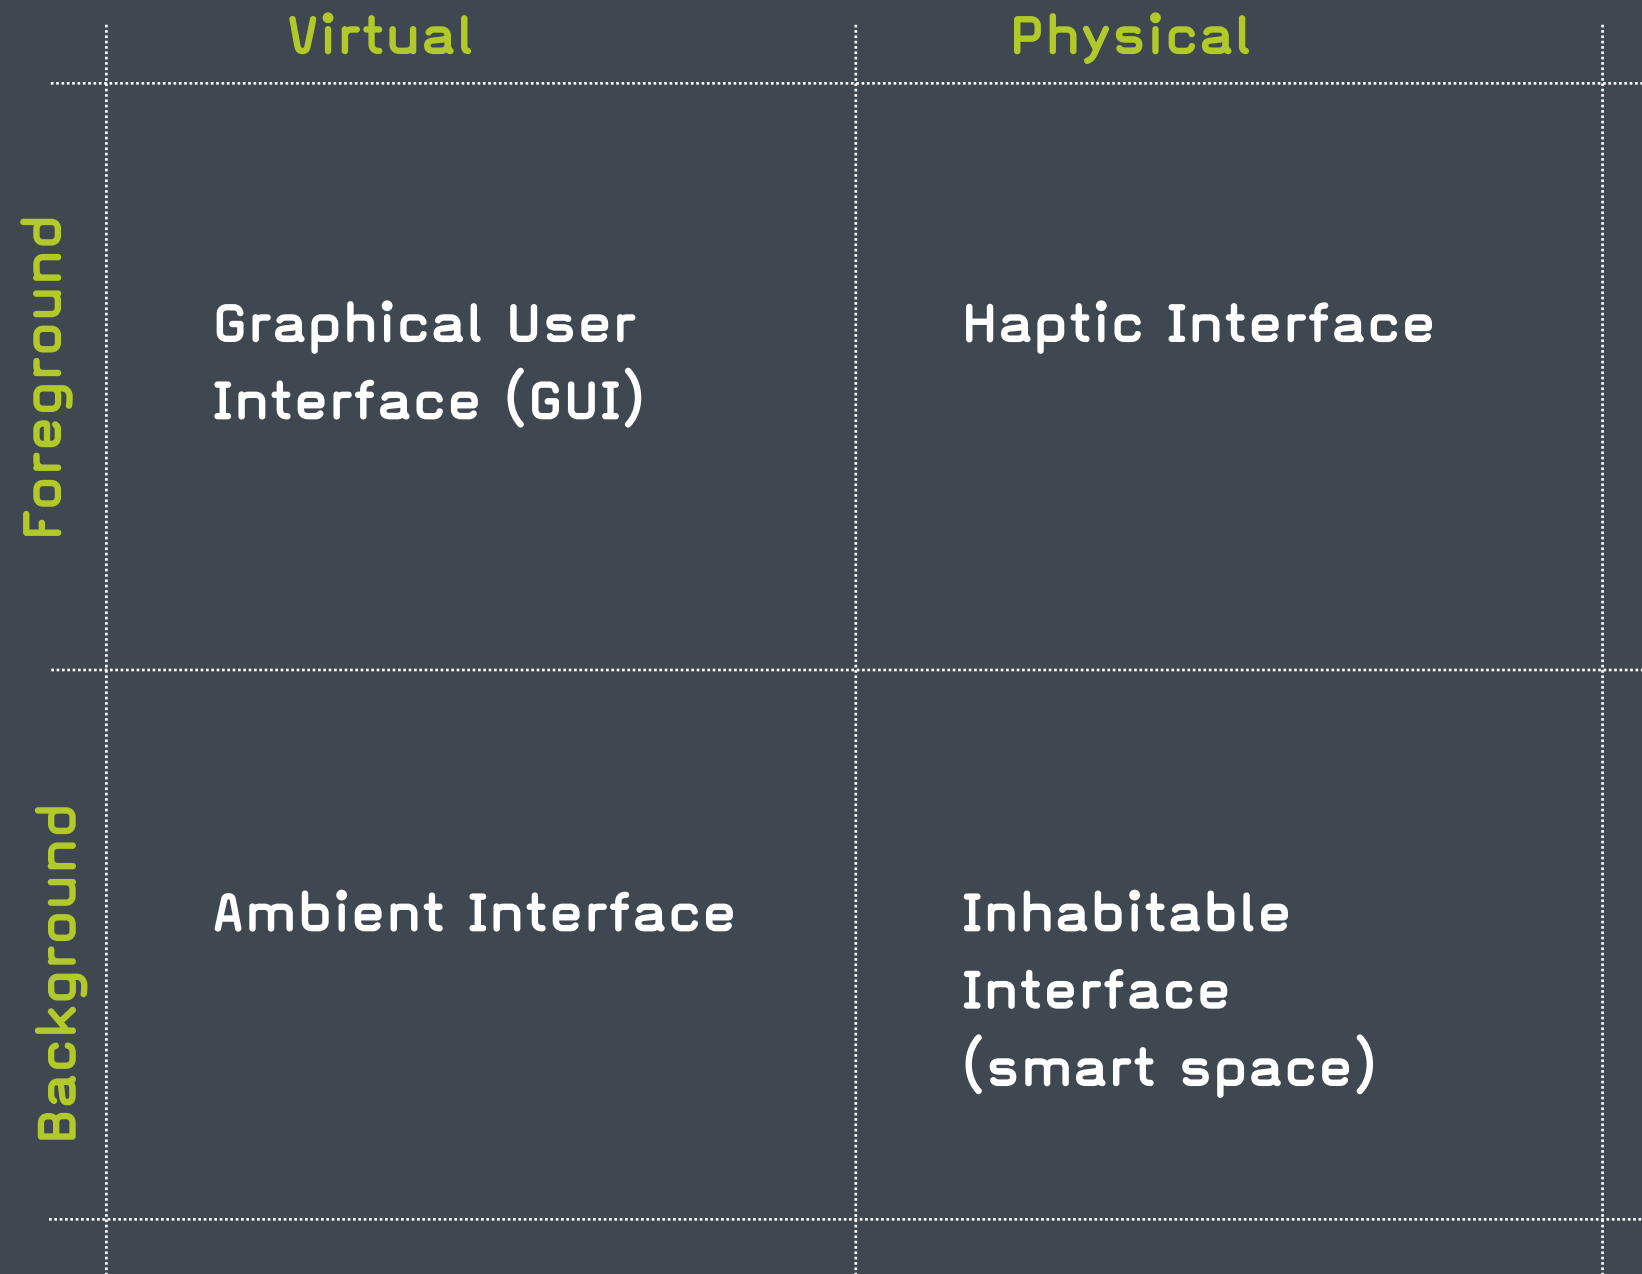 Virtual
Physical
Foreground
Graphical User
Interface (GUI)
Haptic Interface
Background
Ambient Interface
Inhabitable
Interface
(smart space)